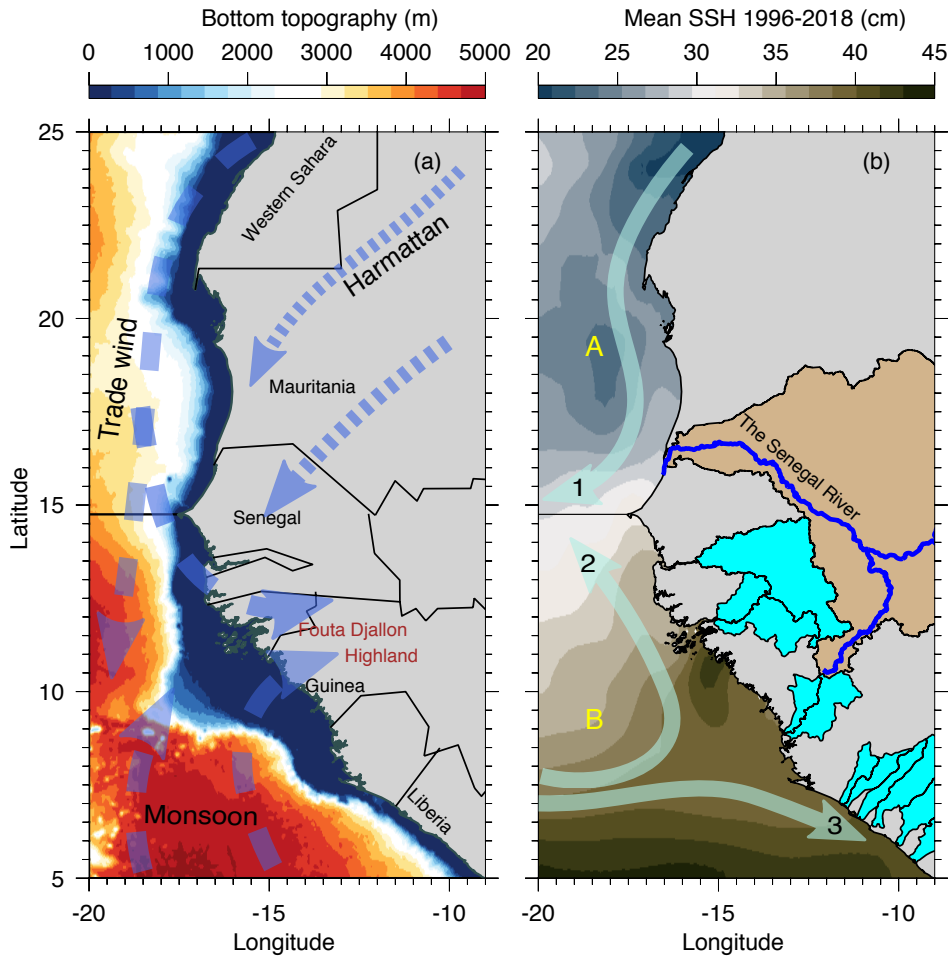 Bottom topography (m)
0 1000 2000 3000 4000 5000
Mean SSH 1996-2018 (cm)
20 25 30 35 40 45
(a)
Western Sahara
Harmattan
Trade wind
Mauritania
Senegal
Fouta Djallon
Highland
Guinea
Monsoon
Liberia
25
20
15
10
5
Latitude
-20 -15 -10
Longitude
(b)
A
The Senegal River
1
2
B
3
-20 -15 -10
Longitude